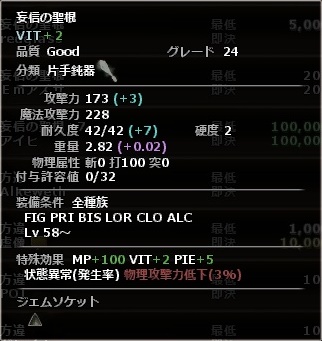 妄信の聖根
VIT+2
品質 Good グレード 24
分類 片手鈍器
攻撃力 173 (+3)
魔法攻撃力 228
耐久度 42/42 (+7) 硬度 2
重量 2.82 (+0.02)
物理属性 斬0 打100 突0
付与許容値 0/32
装備条件 全種族
FIG PRI BIS LOR CLO ALC
Lv 58～
特殊効果 MP+100 VIT+2 PIE+5
状態異常(発生率) 物理攻撃力低下(3%)
ジェムソケット